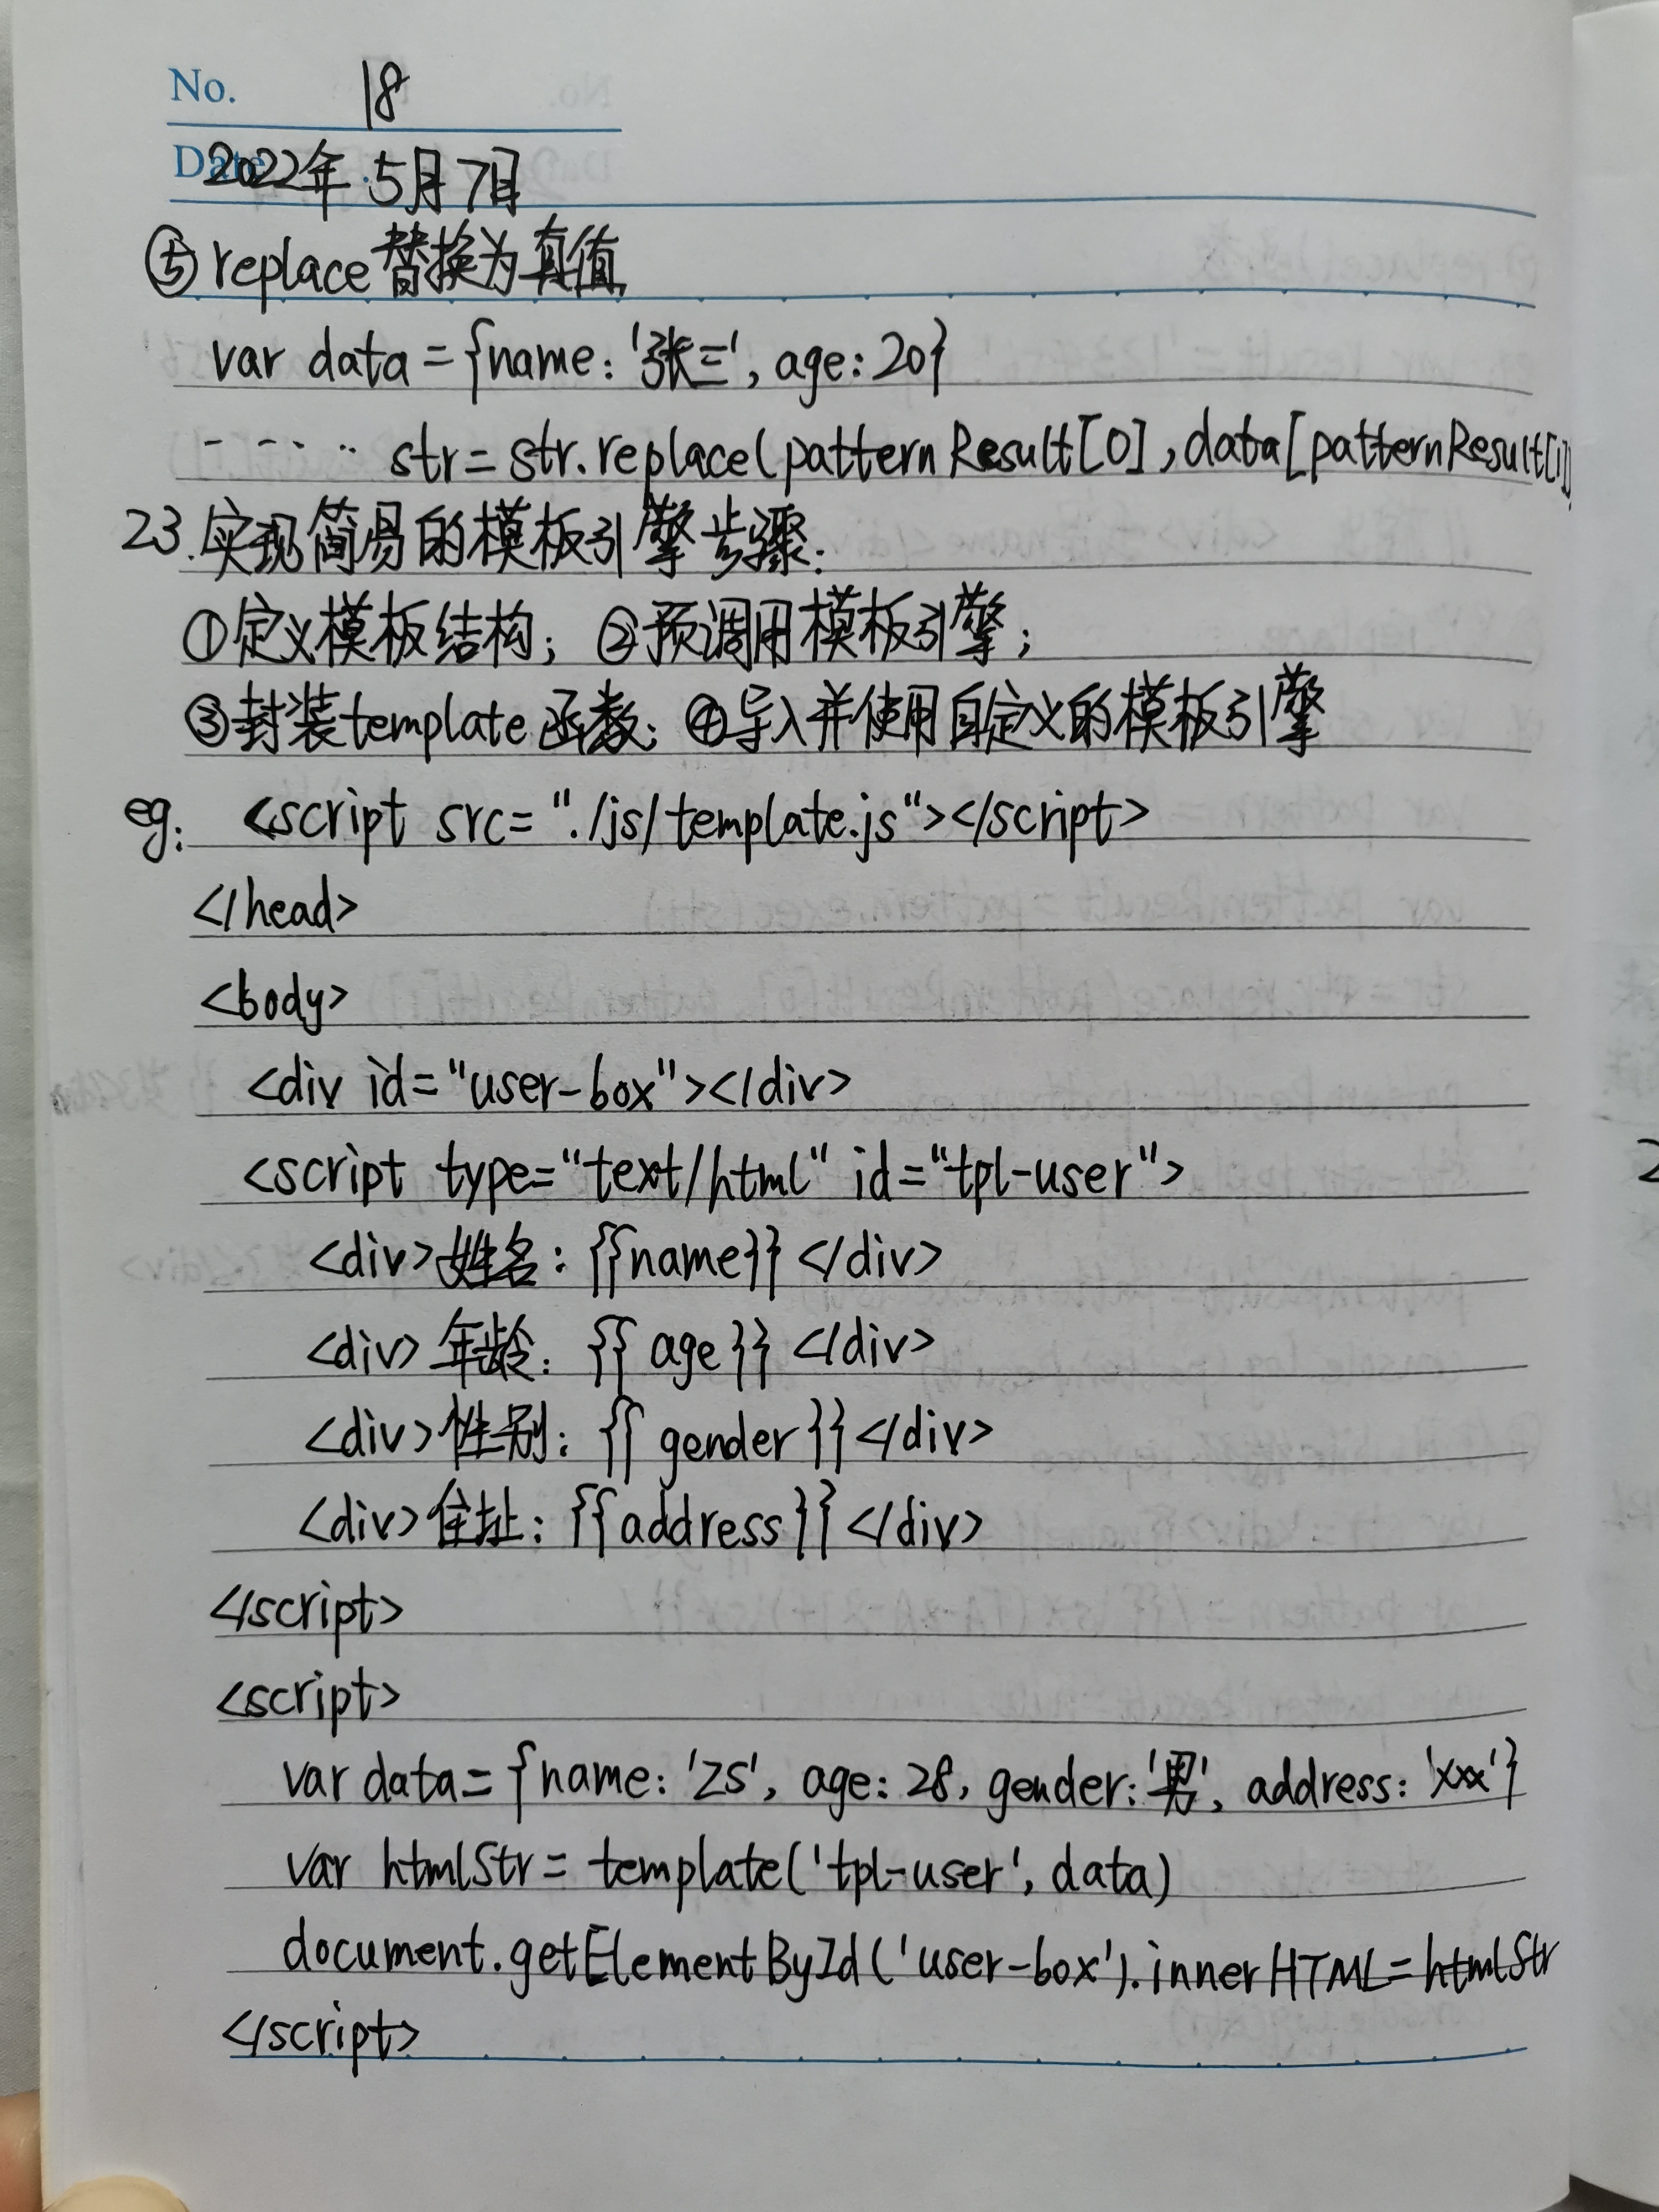 No. 18
Date 2022年5月7日
⑤replace替换为真值
var data={name:'张三', age:20}
- - - · · str=str.replace(patternResult[0],data[patternResult[1]]
23.实现简易的模板引擎步骤:
①定义模板结构; ②预调用模板引擎;
③封装template函数; ④导入并使用自定义的模板引擎
eg: <script src="./js/template.js"></script>
</head>
<body>
<div id="user-box"></div>
<script type="text/html" id="tpl-user">
<div>姓名:{{name}}</div>
<div>年龄:{{age}}</div>
<div>性别:{{gender}}</div>
<div>住址:{{address}}</div>
</script>
<script>
var data={name:'ZS', age:28, gender:'男', address:'xxx'}
var htmlStr=template('tpl-user', data)
document.getElementById('user-box').innerHTML=htmlStr
</script>